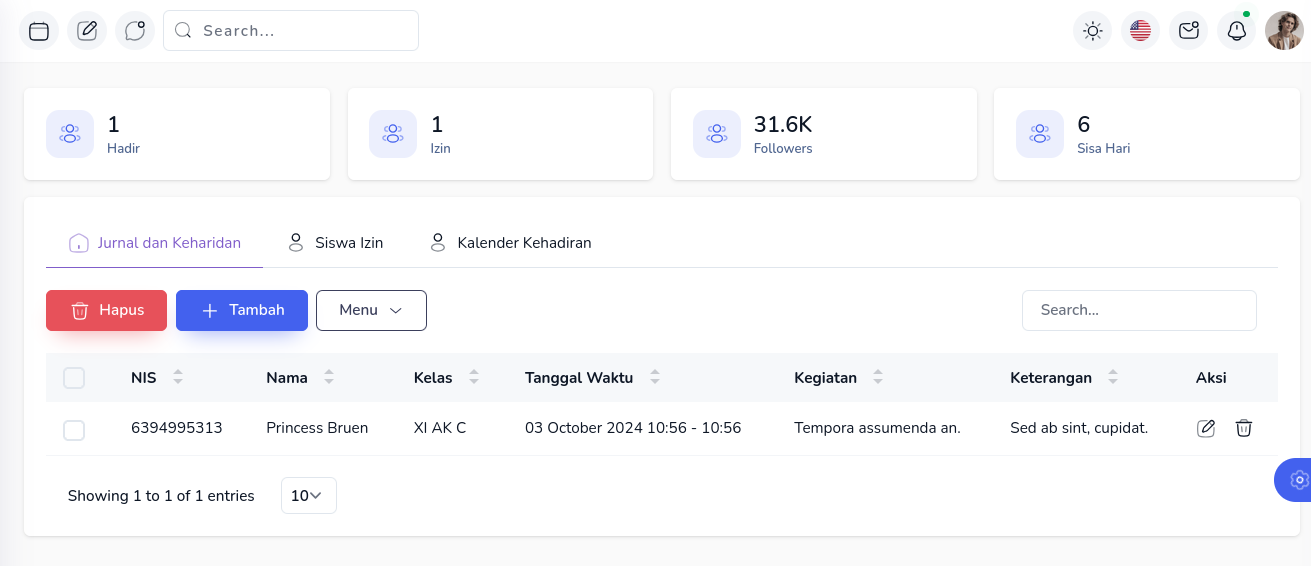 Search...
1
Hadir
1
Izin
31.6K
Followers
6
Sisa Hari
Jurnal dan Keharidan Siswa Izin Kalender Kehadiran
Hapus Tambah Menu Search...
NIS Nama Kelas Tanggal Waktu Kegiatan Keterangan Aksi
6394995313 Princess Bruen XI AK C 03 October 2024 10:56 - 10:56 Tempora assumenda an. Sed ab sint, cupidat.
Showing 1 to 1 of 1 entries 10